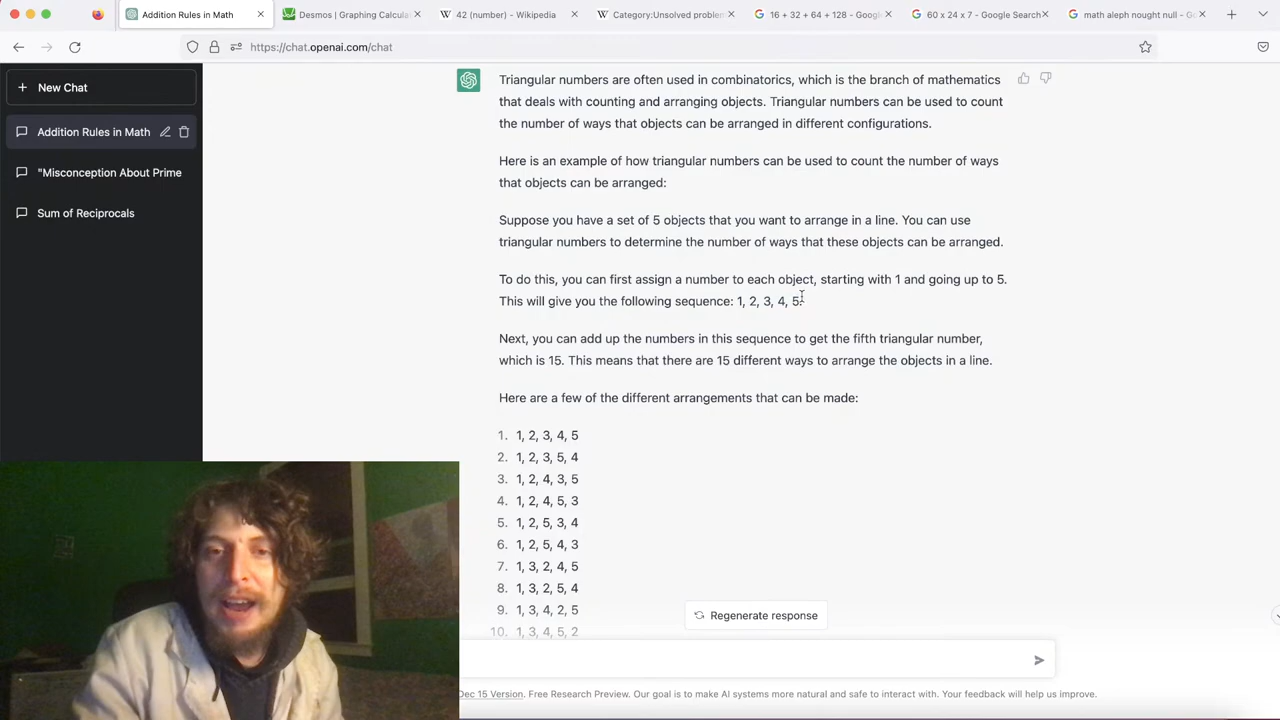 Addition Rules in Math
Desmos | Graphing Calcula
42 (number) - Wikipedia
Category:Unsolved problem
16 + 32 + 64 + 128 - Googl
60 x 24 x 7 - Google Search
math aleph nought null - Go
https://chat.openai.com/chat
New Chat
Addition Rules in Math
"Misconception About Prime
Sum of Reciprocals
Triangular numbers are often used in combinatorics, which is the branch of mathematics
that deals with counting and arranging objects. Triangular numbers can be used to count
the number of ways that objects can be arranged in different configurations.
Here is an example of how triangular numbers can be used to count the number of ways
that objects can be arranged:
Suppose you have a set of 5 objects that you want to arrange in a line. You can use
triangular numbers to determine the number of ways that these objects can be arranged.
To do this, you can first assign a number to each object, starting with 1 and going up to 5.
This will give you the following sequence: 1, 2, 3, 4, 5.
Next, you can add up the numbers in this sequence to get the fifth triangular number,
which is 15. This means that there are 15 different ways to arrange the objects in a line.
Here are a few of the different arrangements that can be made:
1. 1, 2, 3, 4, 5
2. 1, 2, 3, 5, 4
3. 1, 2, 4, 3, 5
4. 1, 2, 4, 5, 3
5. 1, 2, 5, 3, 4
6. 1, 2, 5, 4, 3
7. 1, 3, 2, 4, 5
8. 1, 3, 2, 5, 4
9. 1, 3, 4, 2, 5
10. 1, 3, 4, 5, 2
Regenerate response
Dec 15 Version. Free Research Preview. Our goal is to make AI systems more natural and safe to interact with. Your feedback will help us improve.